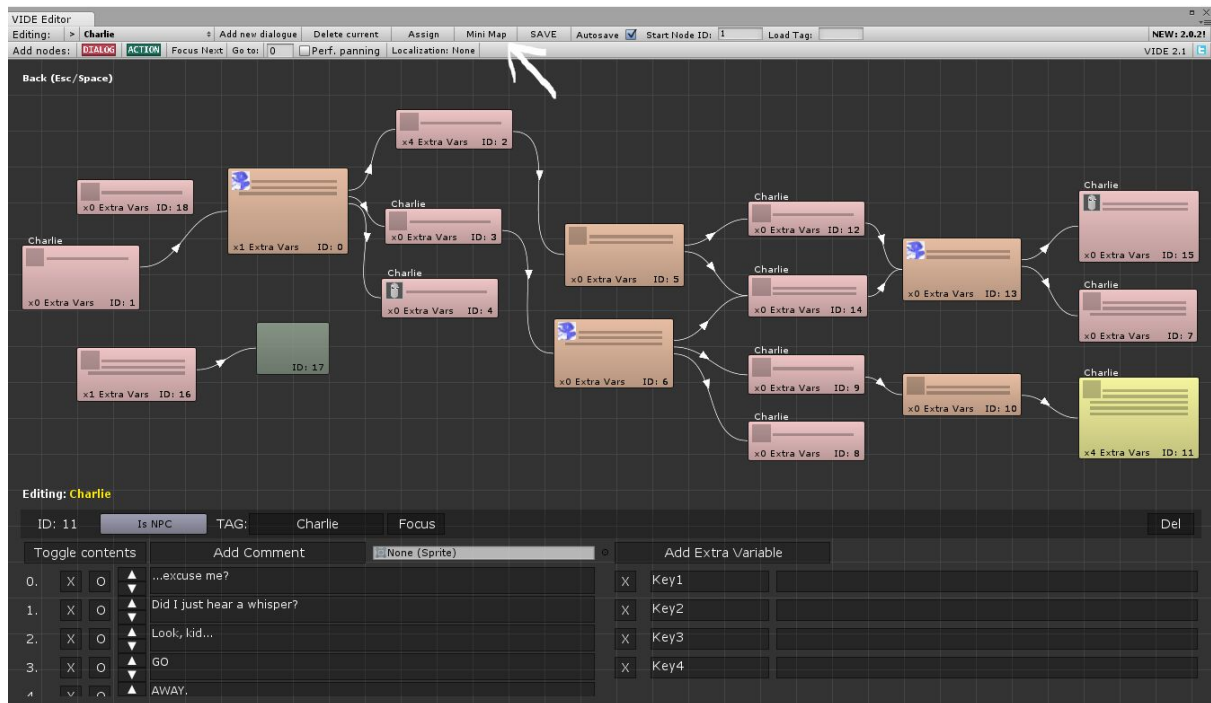 VIDE Editor
Editing: > Charlie Add new dialogue Delete current Assign Mini Map SAVE Autosave Start Node ID: 1 Load Tag: NEW: 2.0.2!
Add nodes: DIALOG ACTION Focus Next Go to: 0 Perf. panning Localization: None VIDE 2.1
Back (Esc/Space)
x4 Extra Vars ID: 2
x0 Extra Vars ID: 18
Charlie
x0 Extra Vars ID: 1
x1 Extra Vars ID: 0
Charlie
x0 Extra Vars ID: 3
Charlie
x0 Extra Vars ID: 4
x1 Extra Vars ID: 16
ID: 17
x0 Extra Vars ID: 5
x0 Extra Vars ID: 6
Charlie
x0 Extra Vars ID: 12
Charlie
x0 Extra Vars ID: 14
Charlie
x0 Extra Vars ID: 9
Charlie
x0 Extra Vars ID: 8
x0 Extra Vars ID: 13
x0 Extra Vars ID: 10
Charlie
x0 Extra Vars ID: 15
Charlie
x0 Extra Vars ID: 7
Charlie
x4 Extra Vars ID: 11
Editing: Charlie
ID: 11 Is NPC TAG: Charlie Focus Del
Toggle contents Add Comment None (Sprite) Add Extra Variable
0. X O ...excuse me? X Key1
1. X O Did I just hear a whisper? X Key2
2. X O Look, kid... X Key3
3. X O GO X Key4
4. X O AWAY.